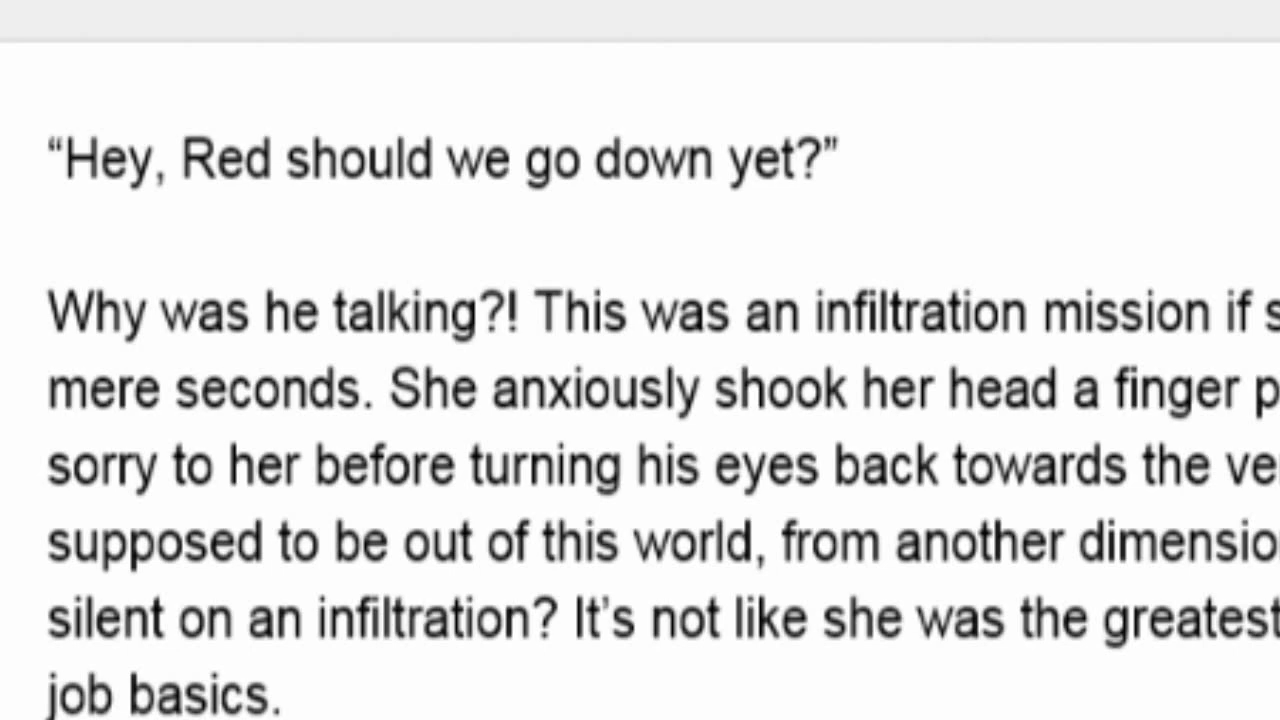 “Hey, Red should we go down yet?”
Why was he talking?! This was an infiltration mission if
mere seconds. She anxiously shook her head a finger
sorry to her before turning his eyes back towards the
supposed to be out of this world, from another
silent on an infiltration? It’s not like she was the greatest
job basics.